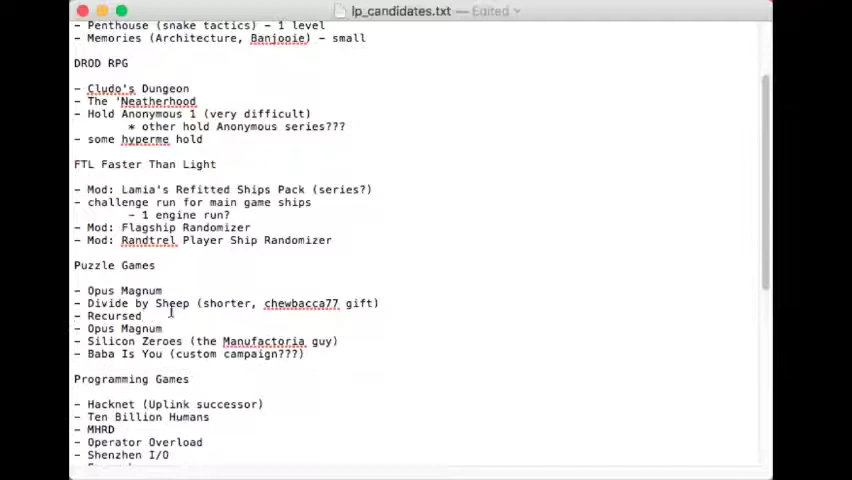 lp_candidates.txt — Edited
- Penthouse (snake tactics) - 1 level
- Memories (Architecture, Banjooie) - small
DROD RPG
- Cludo's Dungeon
- The 'Neatherhood
- Hold Anonymous 1 (very difficult)
* other hold Anonymous series???
- some hyperme hold
FTL Faster Than Light
- Mod: Lamia's Refitted Ships Pack (series?)
- challenge run for main game ships
- 1 engine run?
- Mod: Flagship Randomizer
- Mod: Randtrel Player Ship Randomizer
Puzzle Games
- Opus Magnum
- Divide by Sheep (shorter, chewbacca77 gift)
- Recursed
- Opus Magnum
- Silicon Zeroes (the Manufactoria guy)
- Baba Is You (custom campaign???)
Programming Games
- Hacknet (Uplink successor)
- Ten Billion Humans
- MHRD
- Operator Overload
- Shenzhen I/O